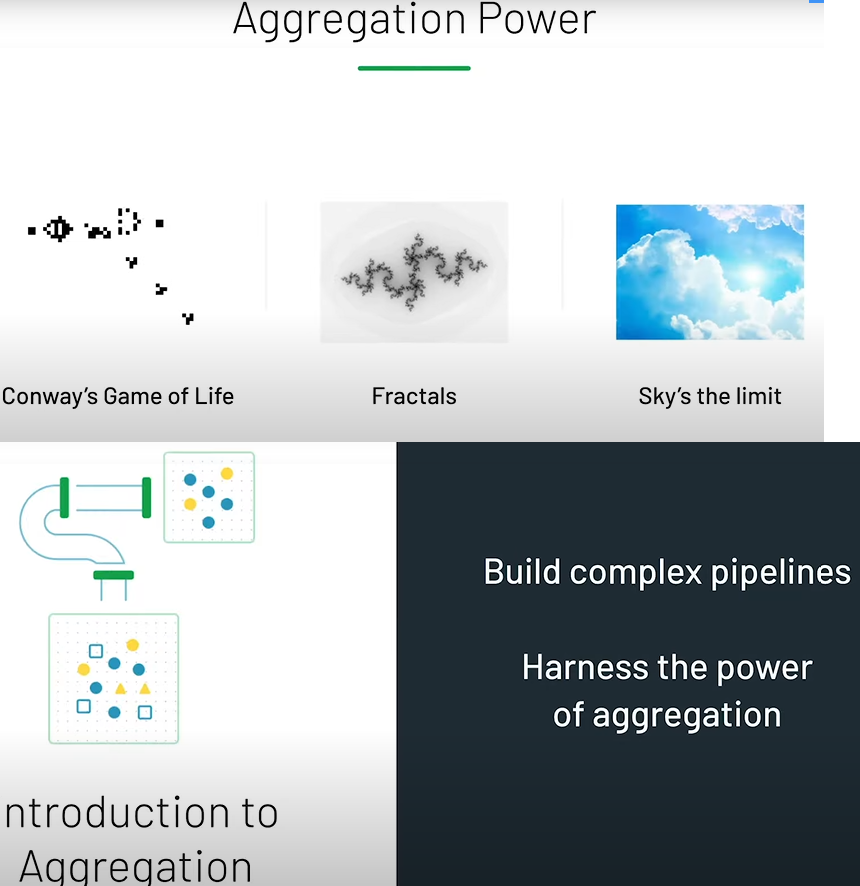 Aggregation Power
Conway's Game of Life
Fractals
Sky's the limit
ntroduction to
Aggregation
Build complex pipelines
Harness the power
of aggregation